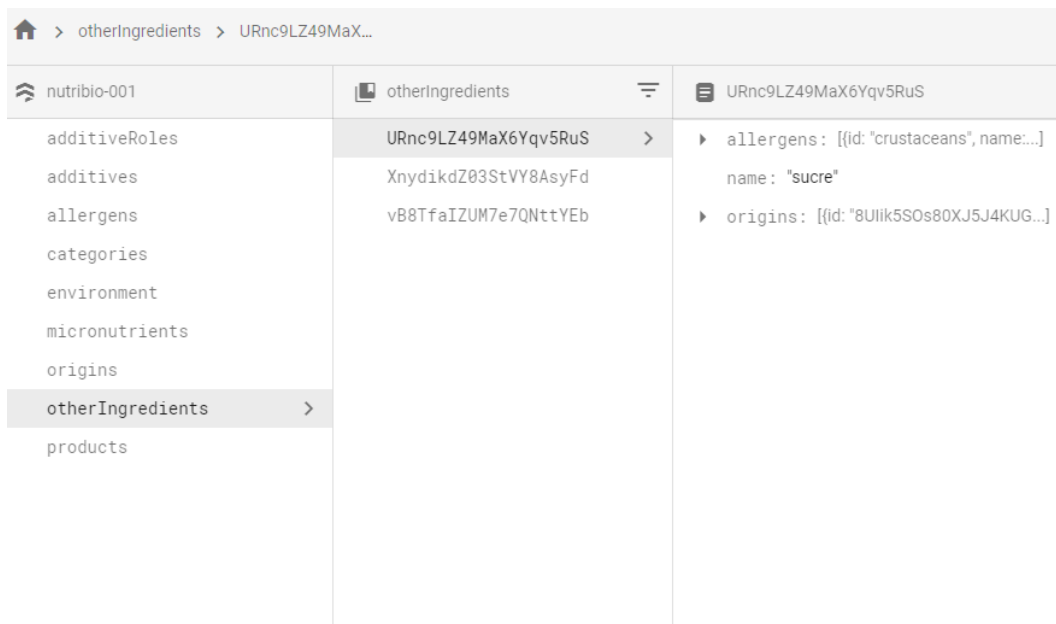 otherIngredients > URnc9LZ49MaX...
nutribio-001
additiveRoles
additives
allergens
categories
environment
micronutrients
origins
otherIngredients
products
otherIngredients
URnc9LZ49MaX6Yqv5RuS
XnydikdZ03StVY8AsyFd
vB8TfaIZUM7e7QNttYEb
URnc9LZ49MaX6Yqv5RuS
allergens: [{id: "crustaceans", name:...]
name: "sucre"
origins: [{id: "8UIik5SOs80XJ5J4KUG...]